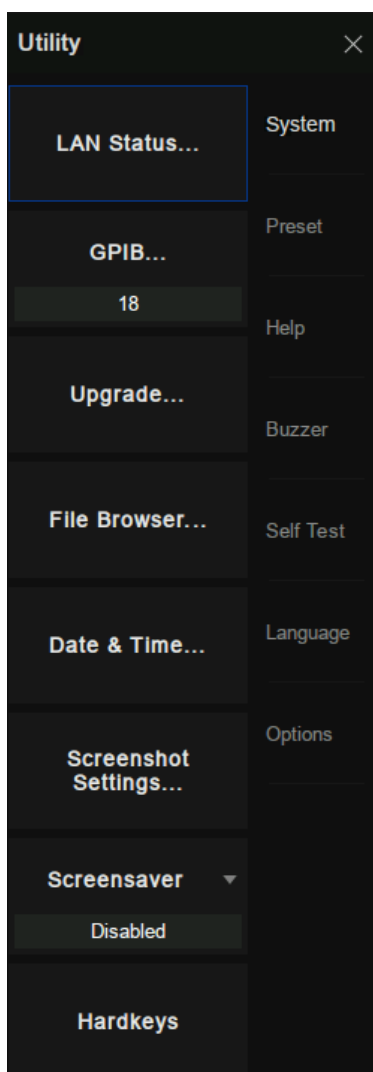 Utility
LAN Status...
GPIB...
18
Upgrade...
File Browser...
Date & Time...
Screenshot
Settings...
Screensaver
Disabled
Hardkeys
System
Preset
Help
Buzzer
Self Test
Language
Options